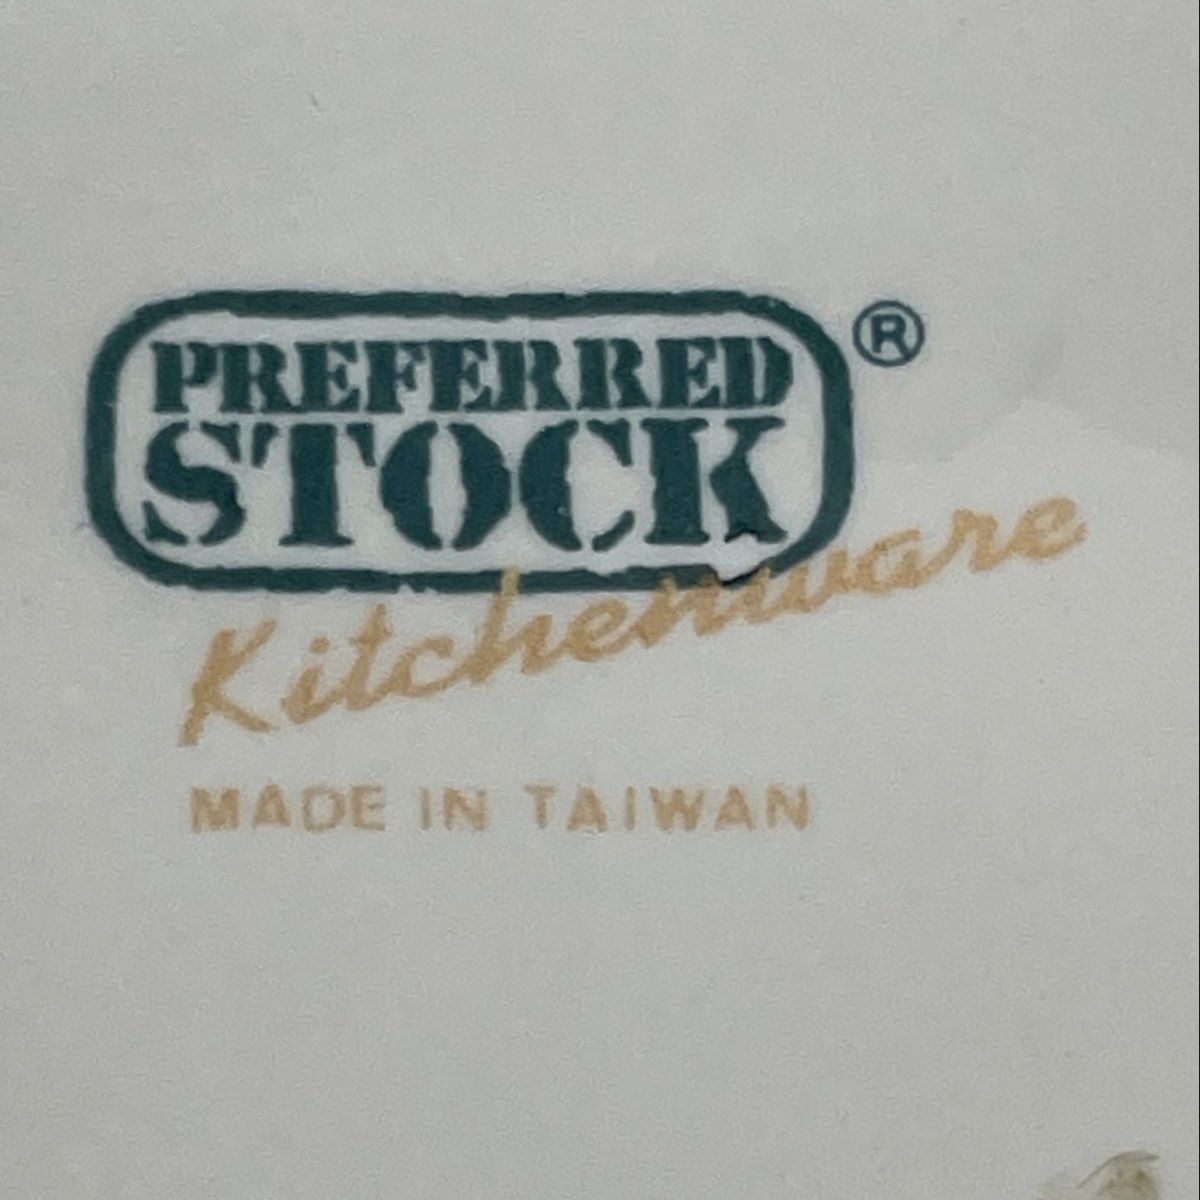 PREFERRED
STOCK ®
Kitchenware
MADE IN TAIWAN